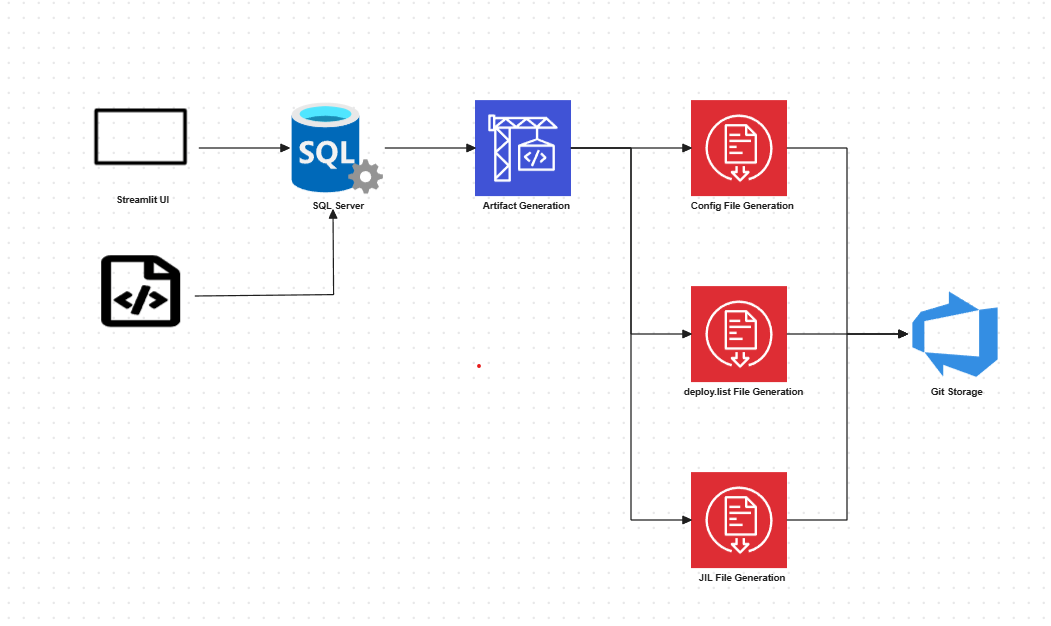 SQL
</>
Streamlit UI
SQL Server
Artifact Generation
Config File Generation
</>
deploy.list File Generation
Git Storage
JIL File Generation